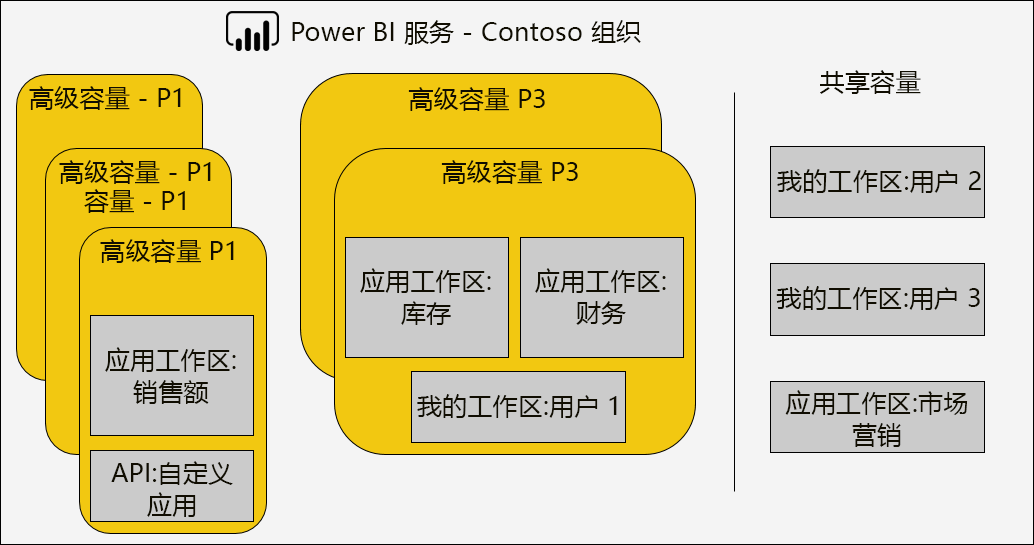 Power BI 服务 - Contoso 组织
高级容量 - P1
高级容量 - P1
容量 - P1
高级容量 P1
应用工作区:
销售额
API:自定义
应用
高级容量 P3
高级容量 P3
应用工作区:
库存
应用工作区:
财务
我的工作区:用户 1
共享容量
我的工作区:用户 2
我的工作区:用户 3
应用工作区:市场
营销